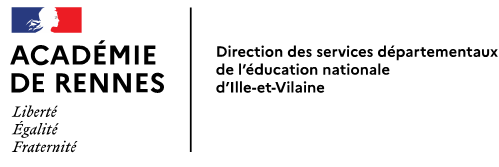 ACADÉMIE
DE RENNES
Liberté
Égalité
Fraternité
Direction des services départementaux
de l'éducation nationale
d'Ille-et-Vilaine